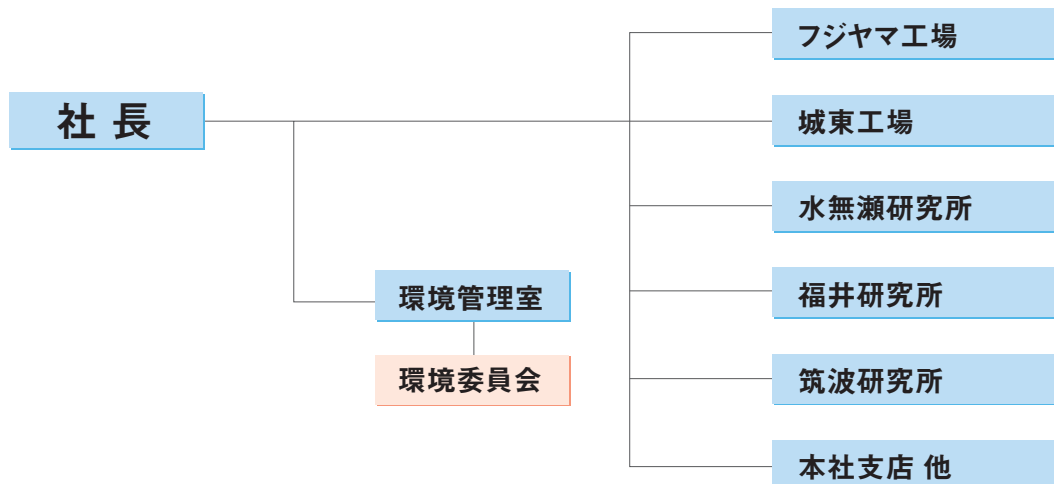 社長
環境管理室
環境委員会
フジヤマ工場
城東工場
水無瀬研究所
福井研究所
筑波研究所
本社支店 他